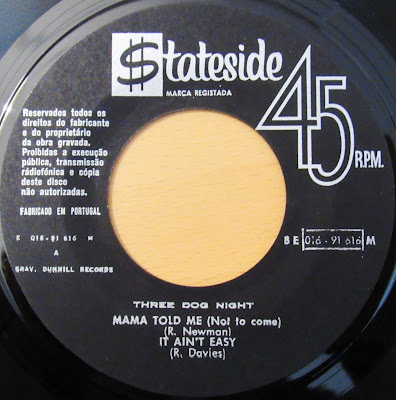 $tateside
MARCA REGISTADA
45 R.P.M.
Reservados todos os
direitos do fabricante
e do proprietário
da obra gravada.
Proibidas a execução
pública, transmissão
rádiofónica e cópia
deste disco
não autorizadas.
FABRICADO EM PORTUGAL
E 016-91 616 M
A
GRAV. DUNHILL RECORDS
BE 016 - 91 616 M
THREE DOG NIGHT
MAMA TOLD ME (Not to come)
(R. Newman)
IT AIN'T EASY
(R. Davies)